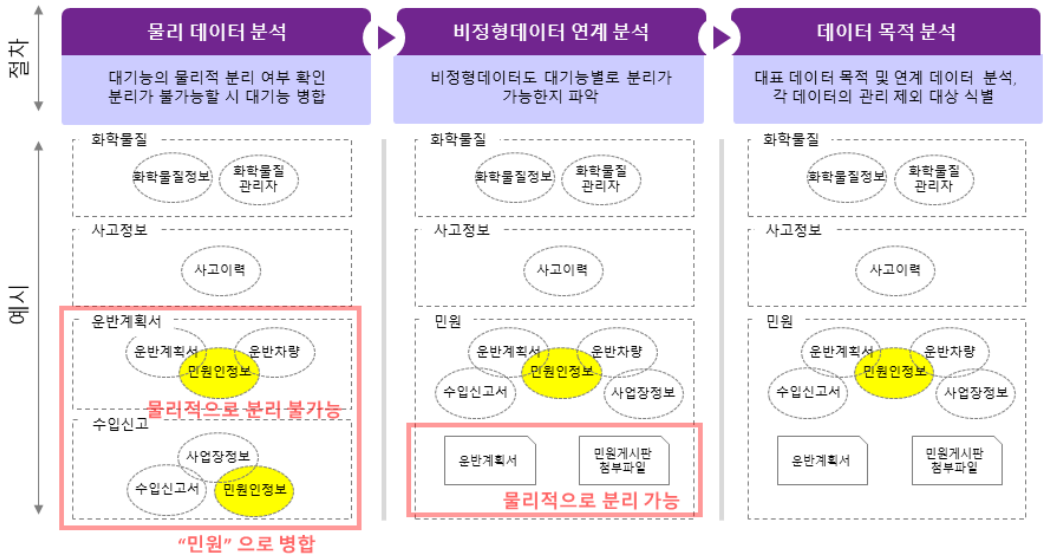 절차
물리 데이터 분석
대기능의 물리적 분리 여부 확인
분리가 불가능할 시 대기능 병합
비정형데이터 연계 분석
비정형데이터도 대기능별로 분리가
가능한지 파악
데이터 목적 분석
대표 데이터 목적 및 연계 데이터 분석,
각 데이터의 관리 제외 대상 식별
예시
화학물질
화학물질정보
화학물질
관리자
사고정보
사고이력
운반계획서
운반계획서
운반차량
민원인정보
물리적으로 분리 불가능
수입신고
사업장정보
수입신고서
민원인정보
“민원” 으로 병합
화학물질
화학물질정보
화학물질
관리자
사고정보
사고이력
민원
운반계획서
운반차량
민원인정보
수입신고서
사업장정보
운반계획서
민원게시판
첨부파일
물리적으로 분리 가능
화학물질
화학물질정보
화학물질
관리자
사고정보
사고이력
민원
운반계획서
운반차량
민원인정보
수입신고서
사업장정보
운반계획서
민원게시판
첨부파일